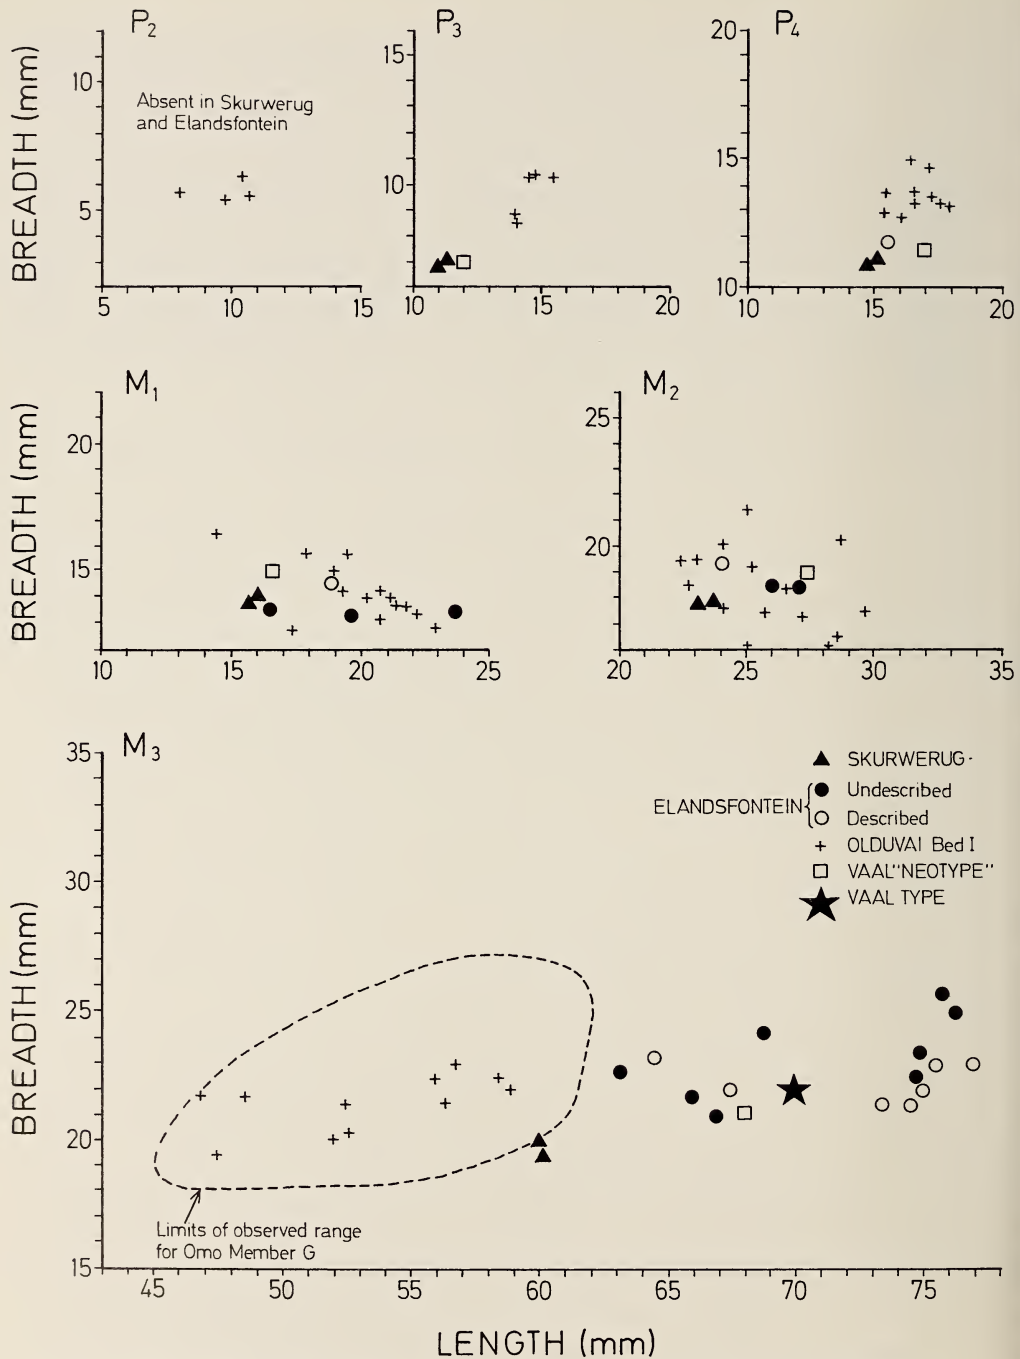 P2
P3
P4
BREADTH (mm)
10
5
Absent in Skurwerug
and Elandsfontein
5
10
15
15
10
10
15
20
20
15
10
10
15
20
M1
M2
BREADTH (mm)
20
15
10
15
20
25
25
20
20
25
30
35
M3
BREADTH (mm)
35
30
25
20
15
SKURWERUG
ELANDSFONTEIN
Undescribed
Described
OLDUVAI Bed I
VAAL "NEOTYPE"
VAAL TYPE
Limits of observed range
for Omo Member G
45
50
55
60
65
70
75
LENGTH (mm)